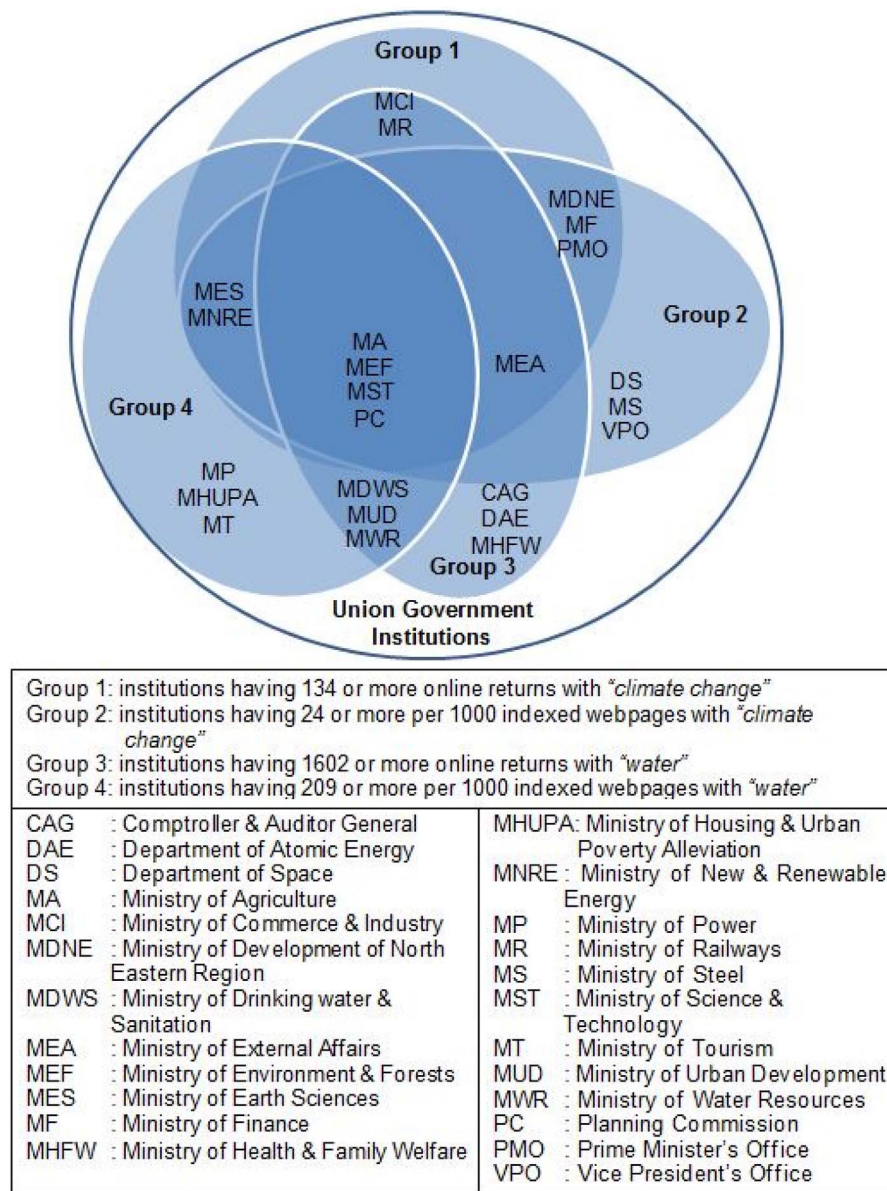 Group 1
MCI
MR
MDNE
MF
PMO
MES
MNRE
Group 2
MA
MEF
MST
PC
MEA
DS
MS
VPO
Group 4
MP
MHUPA
MT
MDWS
MUD
MWR
CAG
DAE
MHFW
Group 3
Union Government
Institutions
Group 1: institutions having 134 or more online returns with “climate change”
Group 2: institutions having 24 or more per 1000 indexed webpages with “climate
change”
Group 3: institutions having 1602 or more online returns with “water”
Group 4: institutions having 209 or more per 1000 indexed webpages with “water”
CAG : Comptroller & Auditor General
DAE : Department of Atomic Energy
DS : Department of Space
MA : Ministry of Agriculture
MCI : Ministry of Commerce & Industry
MDNE : Ministry of Development of North
Eastern Region
MDWS : Ministry of Drinking water &
Sanitation
MEA : Ministry of External Affairs
MEF : Ministry of Environment & Forests
MES : Ministry of Earth Sciences
MF : Ministry of Finance
MHFW : Ministry of Health & Family Welfare
MHUPA: Ministry of Housing & Urban
Poverty Alleviation
MNRE : Ministry of New & Renewable
Energy
MP : Ministry of Power
MR : Ministry of Railways
MS : Ministry of Steel
MST : Ministry of Science &
Technology
MT : Ministry of Tourism
MUD : Ministry of Urban Development
MWR : Ministry of Water Resources
PC : Planning Commission
PMO : Prime Minister’s Office
VPO : Vice President’s Office